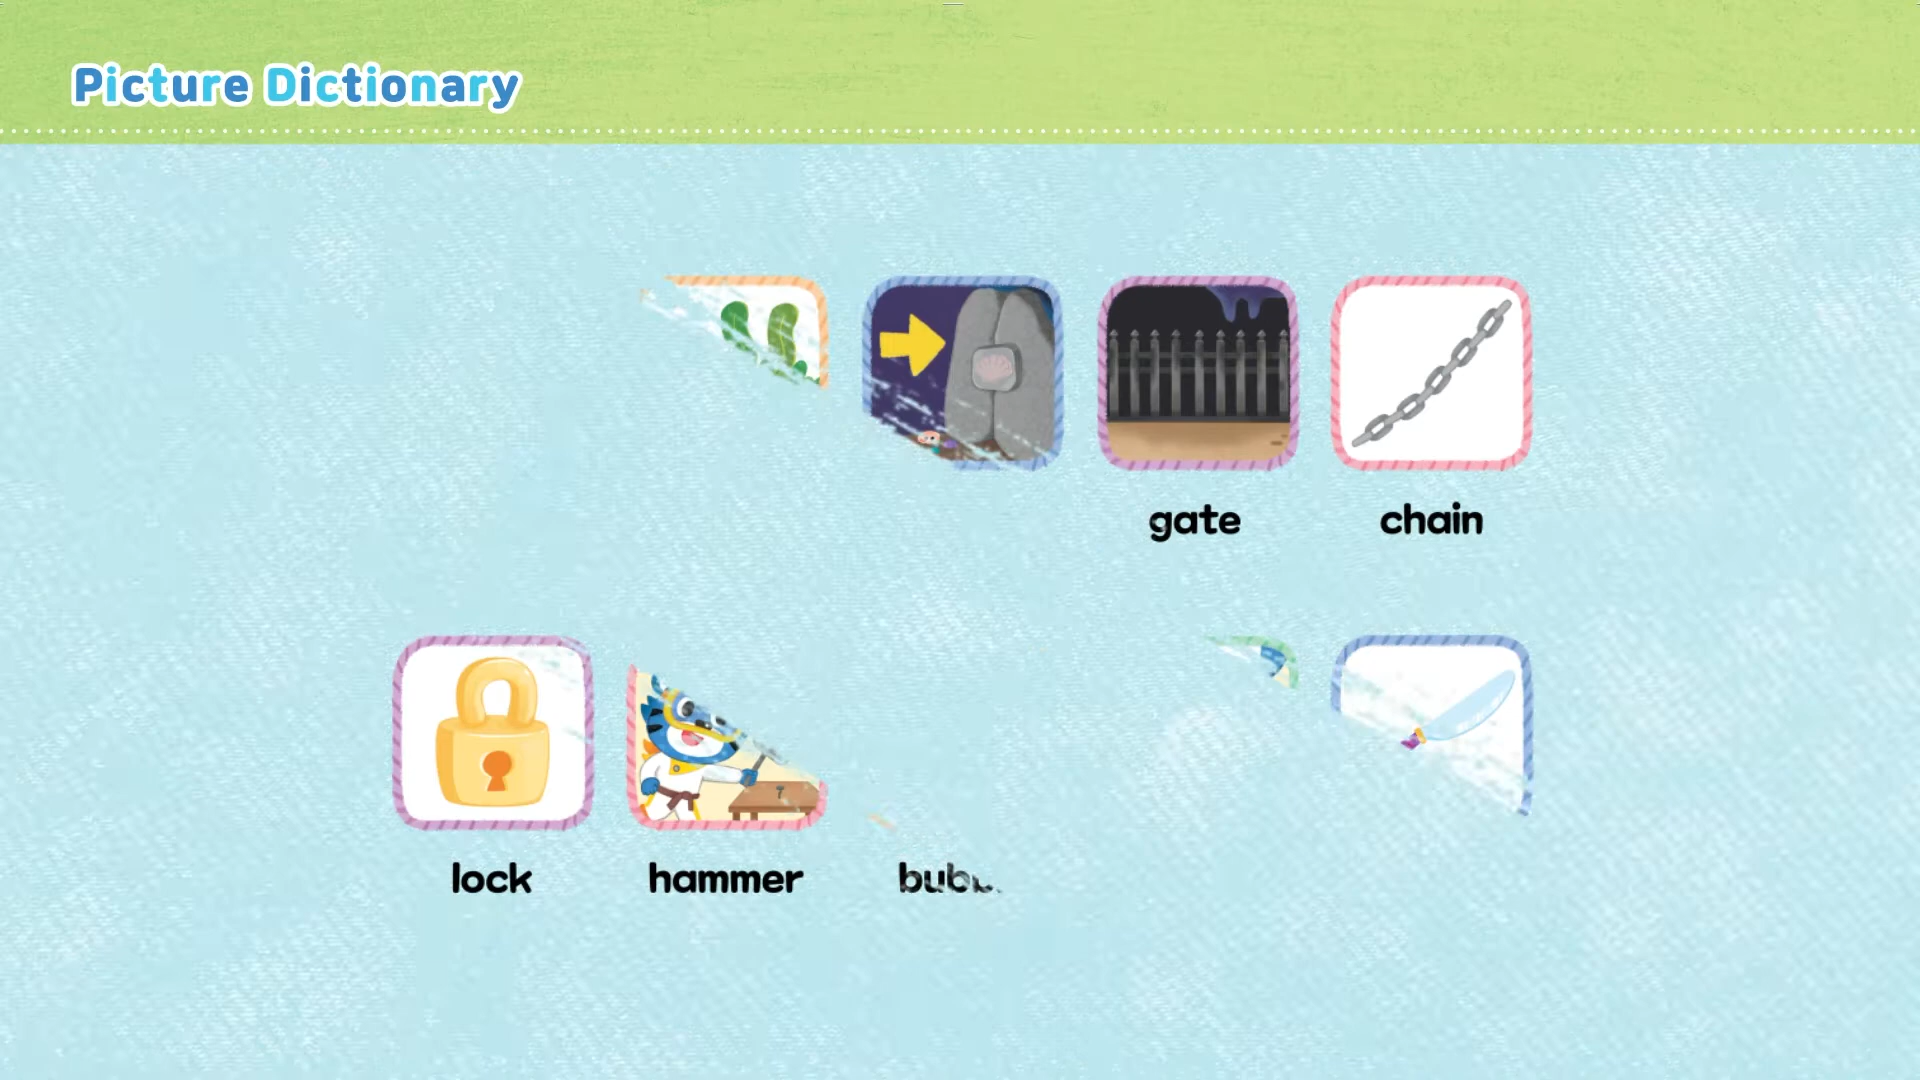 Picture Dictionary
gate chain
lock hammer